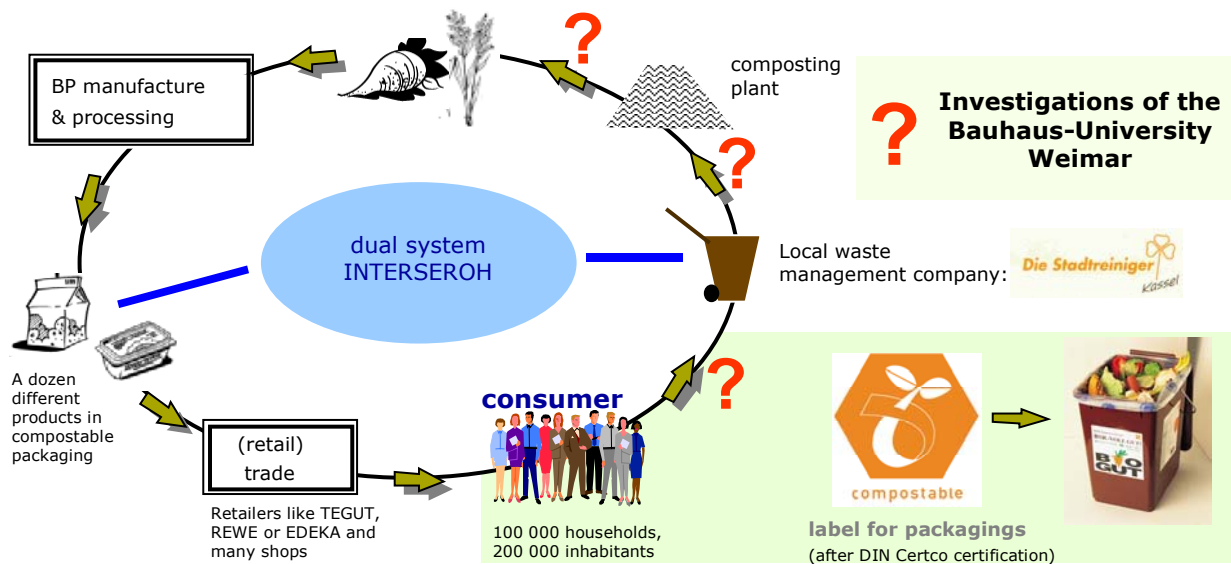 BP manufacture
& processing
?
composting
plant
?
Investigations of the
Bauhaus-University
Weimar
?
dual system
INTERSEROH
Local waste
management company:
Die Stadtreiniger
Kassel
A dozen
different
products in
compostable
packaging
(retail)
trade
Retailers like TEGUT,
REWE or EDEKA and
many shops
consumer
?
100 000 households,
200 000 inhabitants
compostable
label for packagings
(after DIN Certco certification)
BIOGUT